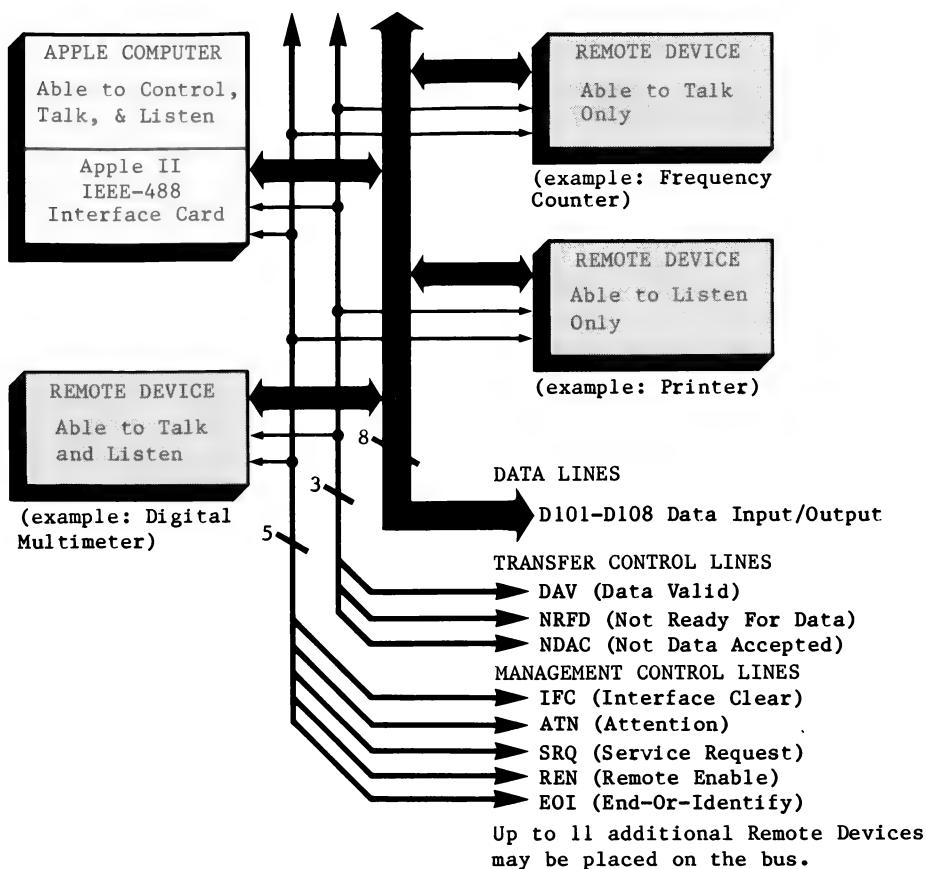 APPLE COMPUTER
Able to Control,
Talk, & Listen
Apple II
IEEE-488
Interface Card
REMOTE DEVICE
Able to Talk
Only
(example: Frequency
Counter)
REMOTE DEVICE
Able to Listen
Only
(example: Printer)
REMOTE DEVICE
Able to Talk
and Listen
(example: Digital
Multimeter)
8
3
5
DATA LINES
D101-D108 Data Input/Output
TRANSFER CONTROL LINES
DAV (Data Valid)
NRFD (Not Ready For Data)
NDAC (Not Data Accepted)
MANAGEMENT CONTROL LINES
IFC (Interface Clear)
ATN (Attention)
SRQ (Service Request)
REN (Remote Enable)
EOI (End-Or-Identify)
Up to 11 additional Remote Devices
may be placed on the bus.